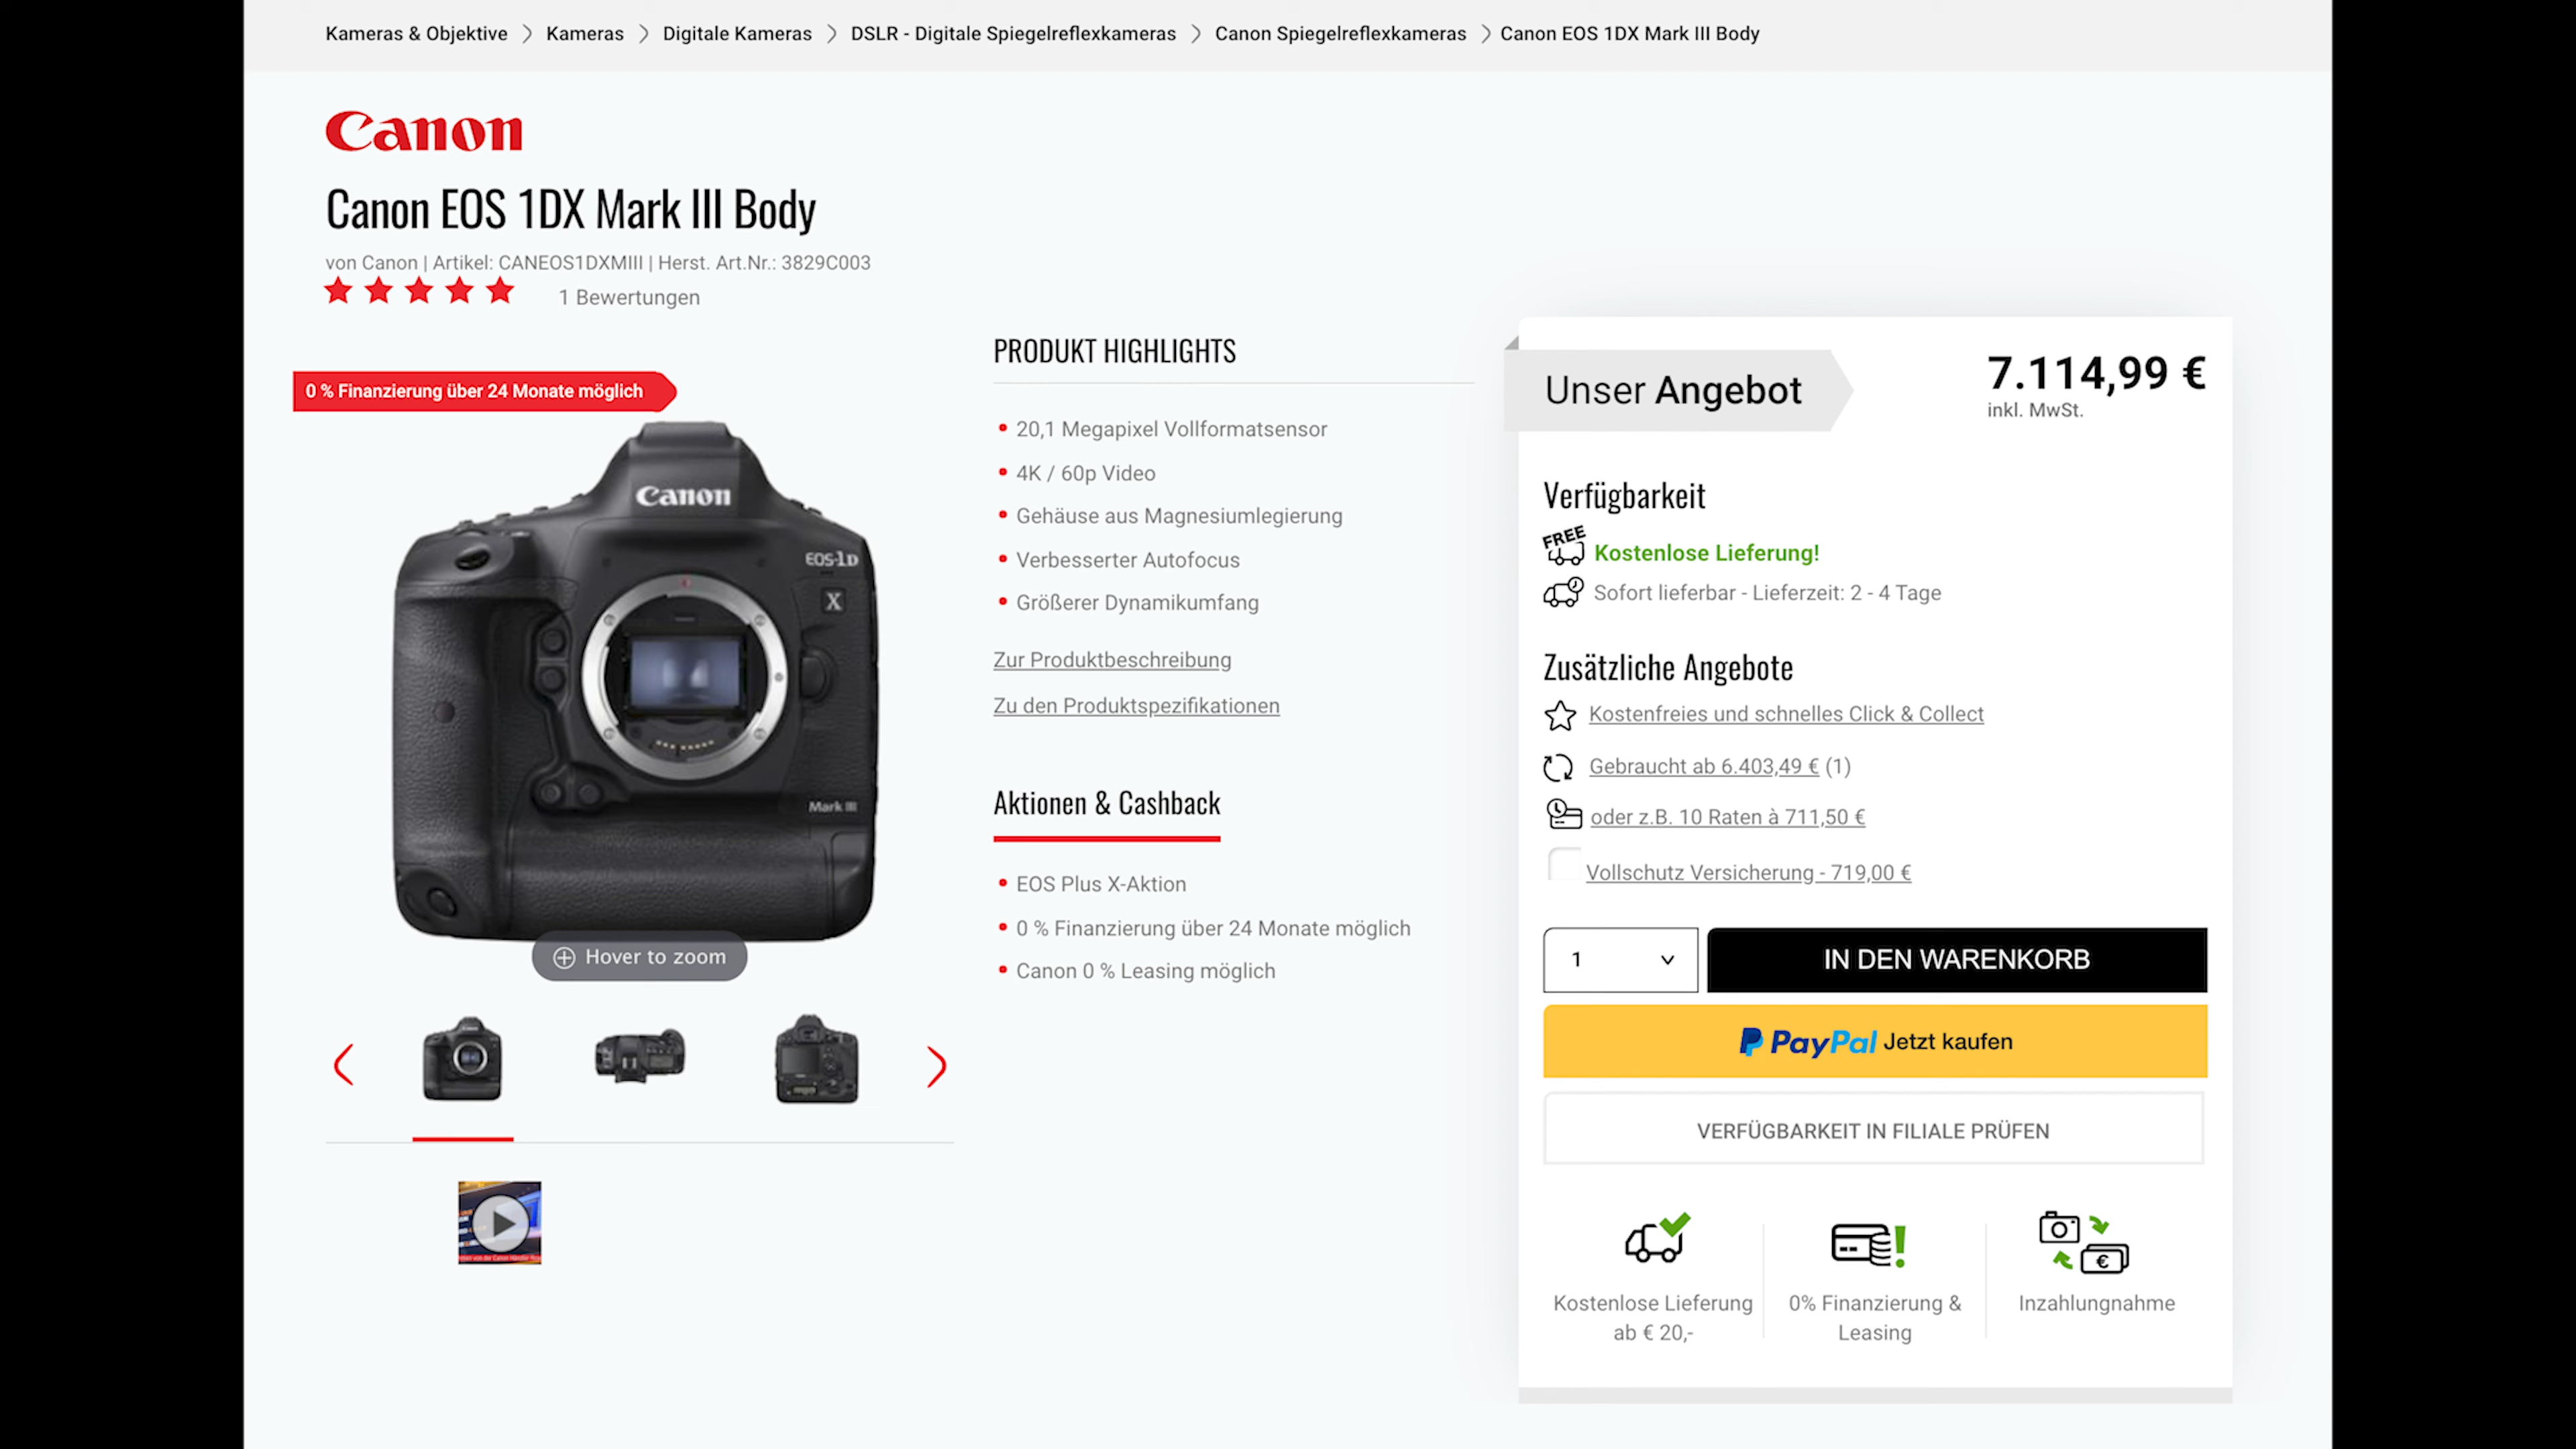 Kameras & Objektive > Kameras > Digitale Kameras > DSLR - Digitale Spiegelreflexkameras > Canon Spiegelreflexkameras > Canon EOS 1DX Mark III Body
Canon
Canon EOS 1DX Mark III Body
von Canon | Artikel: CANEOS1DXMIII | Herst. Art.Nr.: 3829C003
1 Bewertungen
0 % Finanzierung über 24 Monate möglich
Canon
EOS-1D
X
Mark III
Hover to zoom
PRODUKT HIGHLIGHTS
• 20,1 Megapixel Vollformatsensor
• 4K / 60p Video
• Gehäuse aus Magnesiumlegierung
• Verbesserter Autofocus
• Größerer Dynamikumfang
Zur Produktbeschreibung
Zu den Produktspezifikationen
Aktionen & Cashback
• EOS Plus X-Aktion
• 0 % Finanzierung über 24 Monate möglich
• Canon 0 % Leasing möglich
Unser Angebot
7.114,99 €
inkl. MwSt.
Verfügbarkeit
FREE
Kostenlose Lieferung!
Sofort lieferbar - Lieferzeit: 2 - 4 Tage
Zusätzliche Angebote
Kostenfreies und schnelles Click & Collect
Gebraucht ab 6.403,49 € (1)
oder z.B. 10 Raten à 711,50 €
Vollschutz Versicherung - 719,00 €
1
IN DEN WARENKORB
PayPal Jetzt kaufen
VERFÜGBARKEIT IN FILIALE PRÜFEN
Kostenlose Lieferung
ab € 20,-
0% Finanzierung &
Leasing
€
Inzahlungnahme